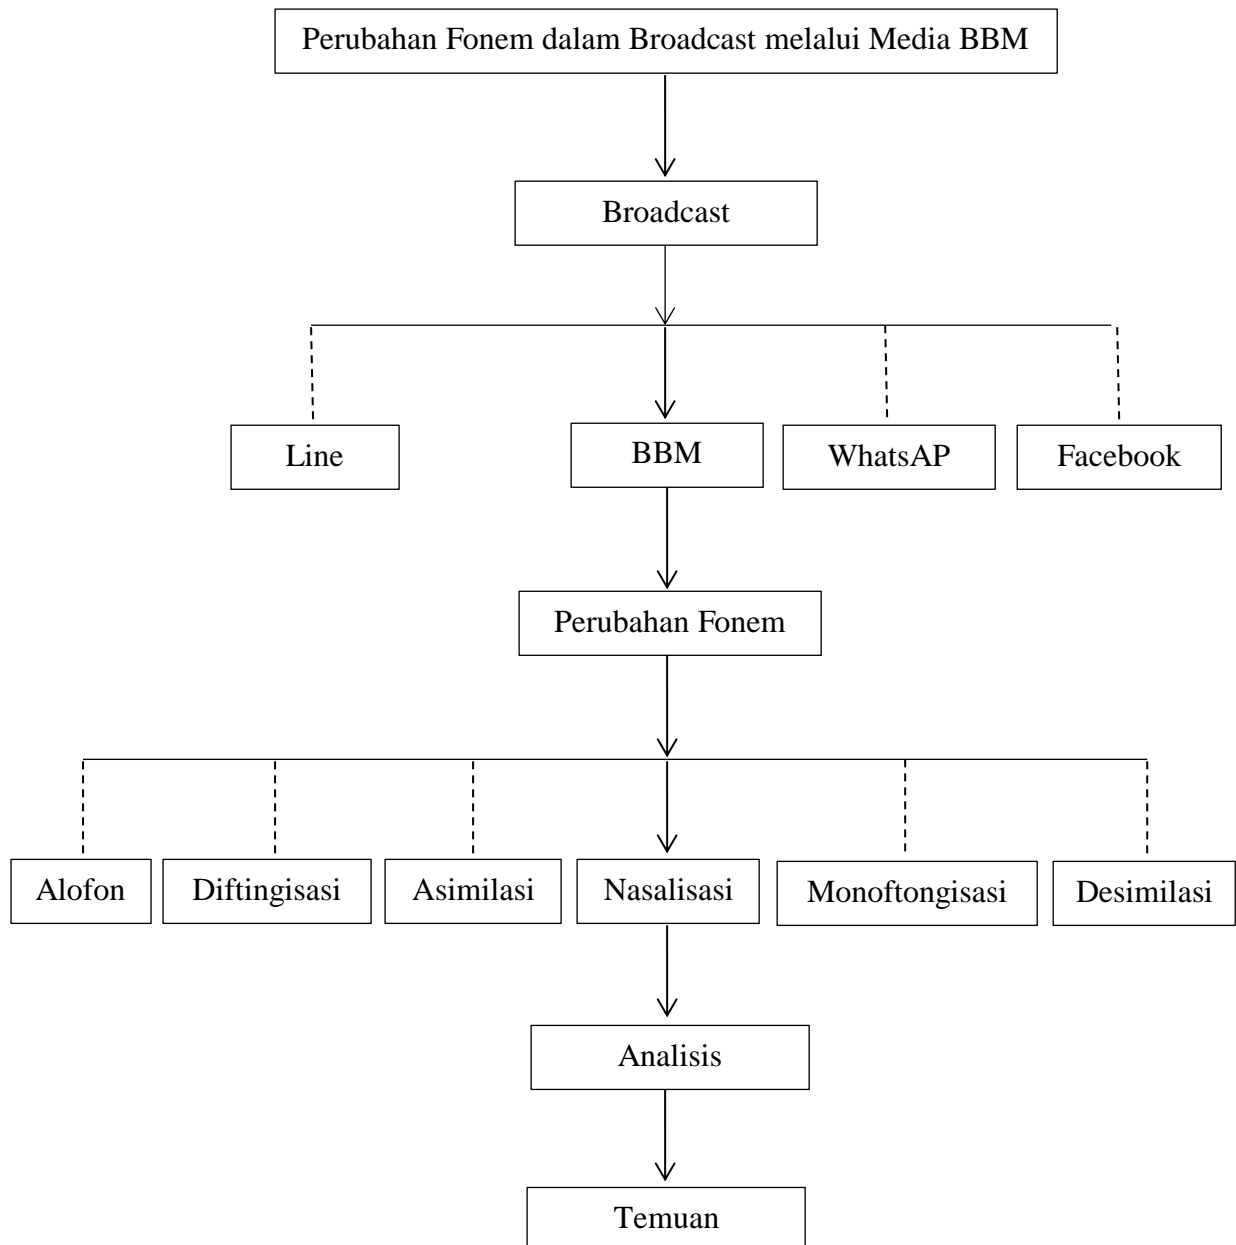 Perubahan Fonem dalam Broadcast melalui Media BBM
Broadcast
Line
BBM
WhatsAP
Facebook
Perubahan Fonem
Alofon
Diftingisasi
Asimilasi
Nasalisasi
Monoftongisasi
Desimilasi
Analisis
Temuan